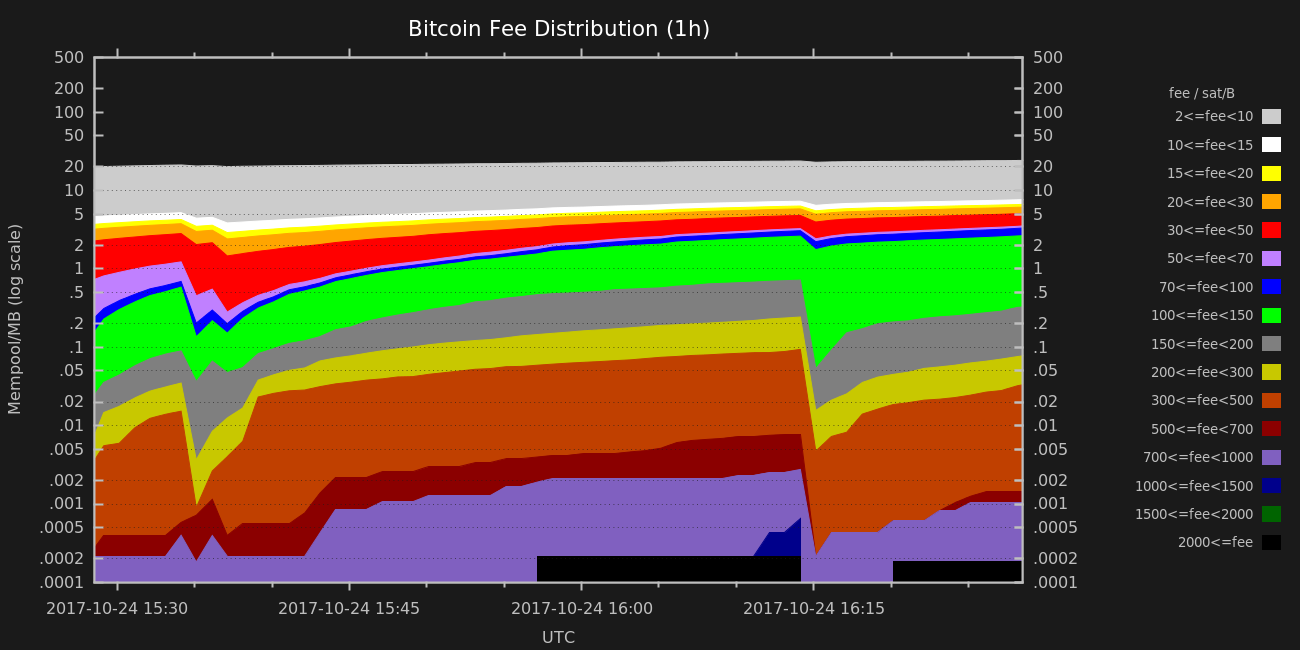 Bitcoin Fee Distribution (1h)
Mempool/MB (log scale)
500
200
100
50
20
10
5
2
1
.5
.2
.1
.05
.02
.01
.005
.002
.001
.0005
.0002
.0001
500
200
100
50
20
10
5
2
1
.5
.2
.1
.05
.02
.01
.005
.002
.001
.0005
.0002
.0001
fee / sat/B
2<=fee<10
10<=fee<15
15<=fee<20
20<=fee<30
30<=fee<50
50<=fee<70
70<=fee<100
100<=fee<150
150<=fee<200
200<=fee<300
300<=fee<500
500<=fee<700
700<=fee<1000
1000<=fee<1500
1500<=fee<2000
2000<=fee
2017-10-24 15:30
2017-10-24 15:45
2017-10-24 16:00
2017-10-24 16:15
UTC